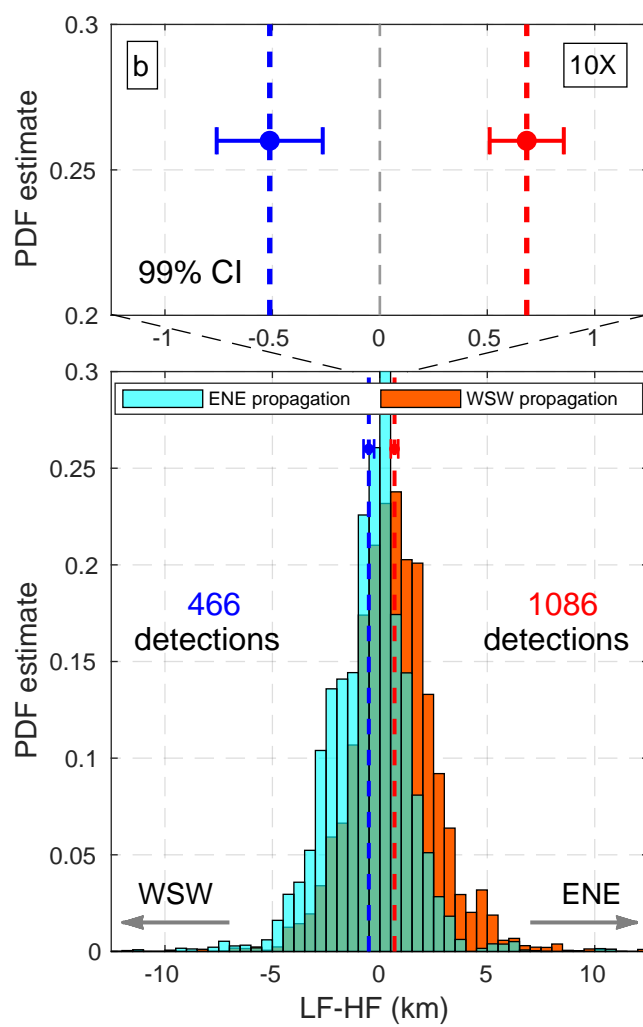 0.3
b
10X
0.25
PDF estimate
99% CI
0.2
-1 -0.5 0 0.5 1
0.3
ENE propagation WSW propagation
0.25
0.2
466
detections
1086
detections
0.15
PDF estimate
0.1
0.05
WSW
ENE
0
-10 -5 0 5 10
LF-HF (km)